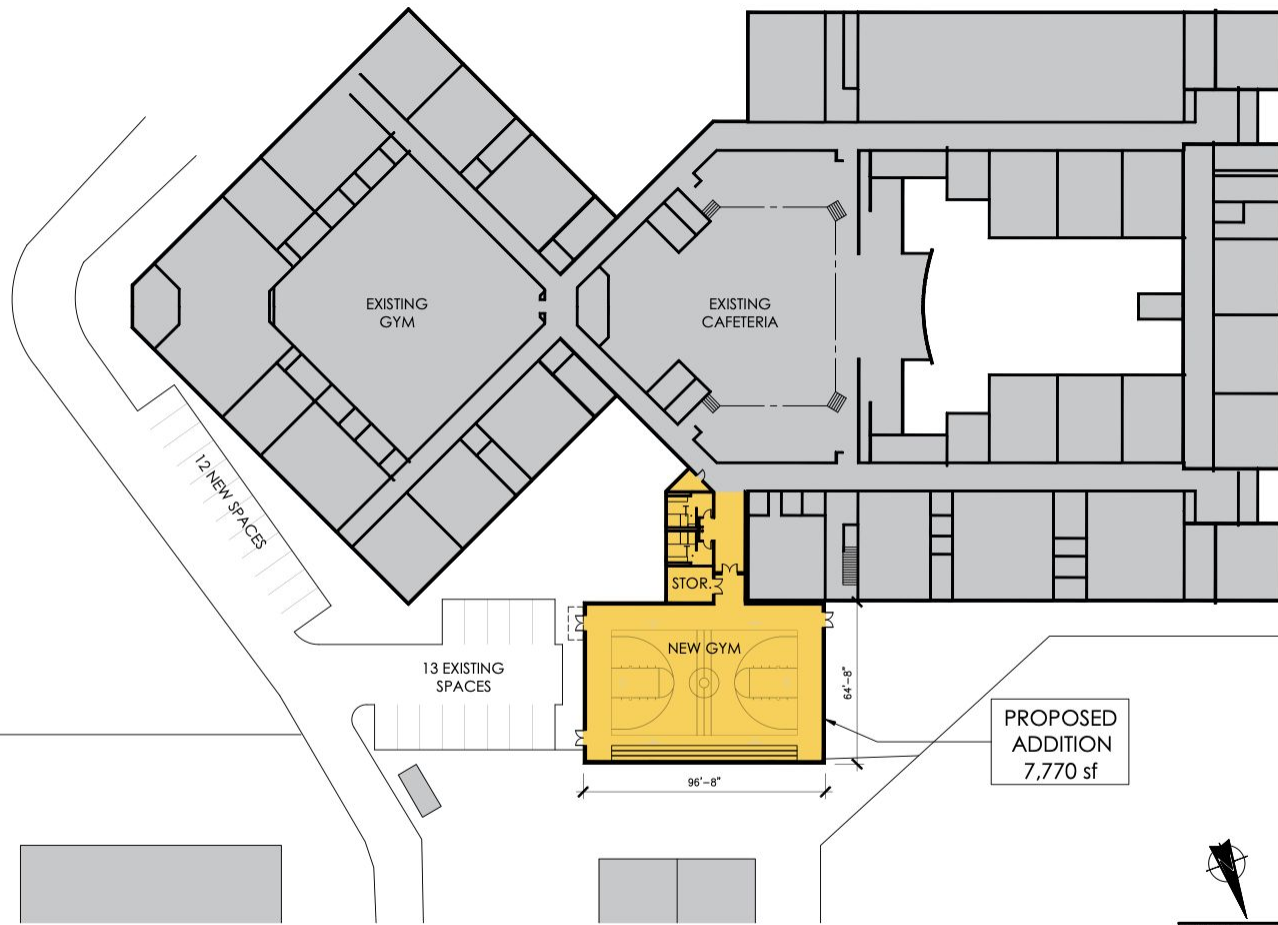 EXISTING
GYM
EXISTING
CAFETERIA
12 NEW SPACES
STOR.
NEW GYM
13 EXISTING
SPACES
64'-8"
96'-8"
PROPOSED
ADDITION
7,770 sf